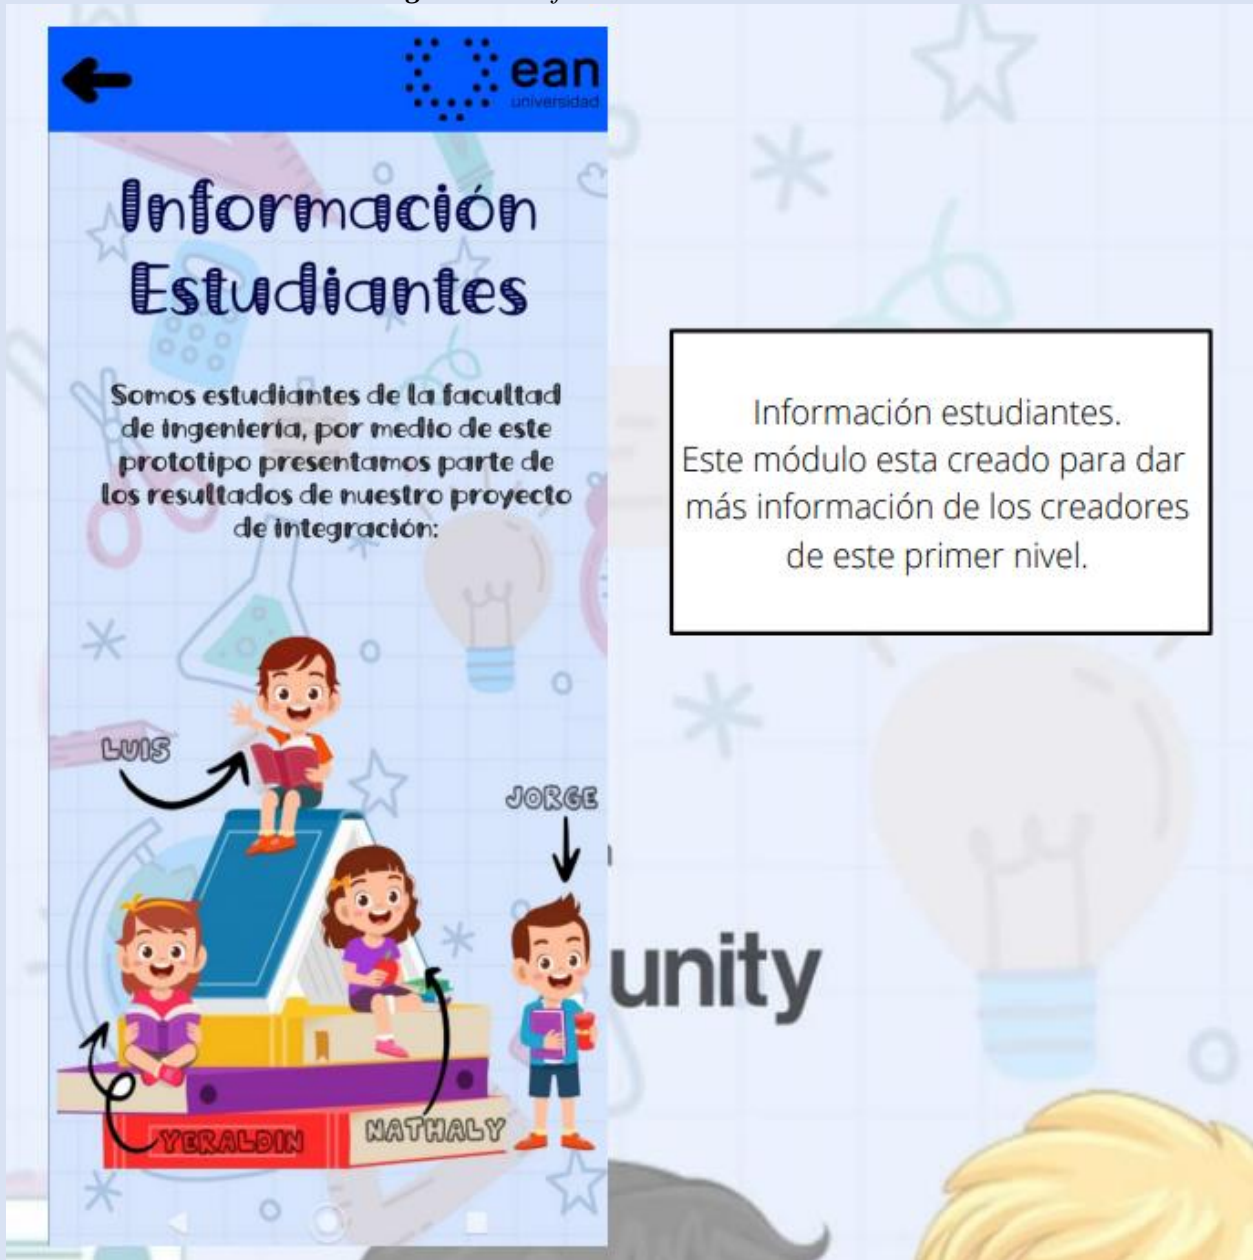 ean
universidad
Información
Estudiantes
Somos estudiantes de la facultad
de ingeniería, por medio de este
prototipo presentamos parte de
los resultados de nuestro proyecto
de integración:
LUIS
JORGE
YERALDIN
NATHALY
Información estudiantes.
Este módulo esta creado para dar
más información de los creadores
de este primer nivel.
unity